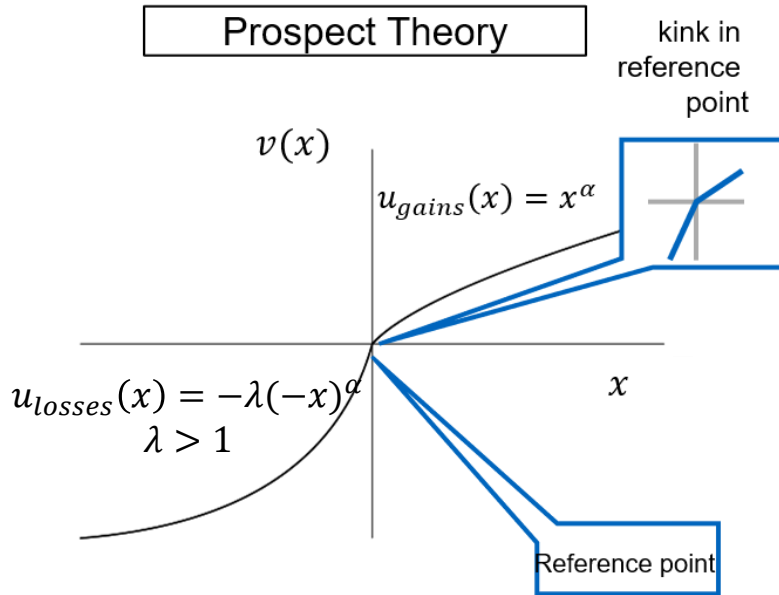 Prospect Theory
kink in
reference
point
v(x)
u_gains(x) = x^α
u_losses(x) = −λ(−x)^α
λ > 1
x
Reference point